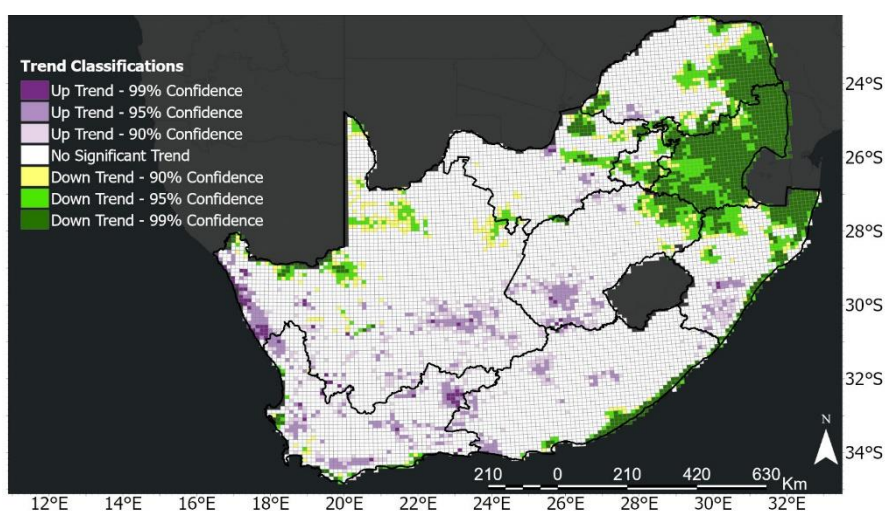 Trend Classifications
Up Trend - 99% Confidence
Up Trend - 95% Confidence
Up Trend - 90% Confidence
No Significant Trend
Down Trend - 90% Confidence
Down Trend - 95% Confidence
Down Trend - 99% Confidence
24°S
26°S
28°S
30°S
32°S
34°S
N
210 0 210 420 630 Km
12°E 14°E 16°E 18°E 20°E 22°E 24°E 26°E 28°E 30°E 32°E